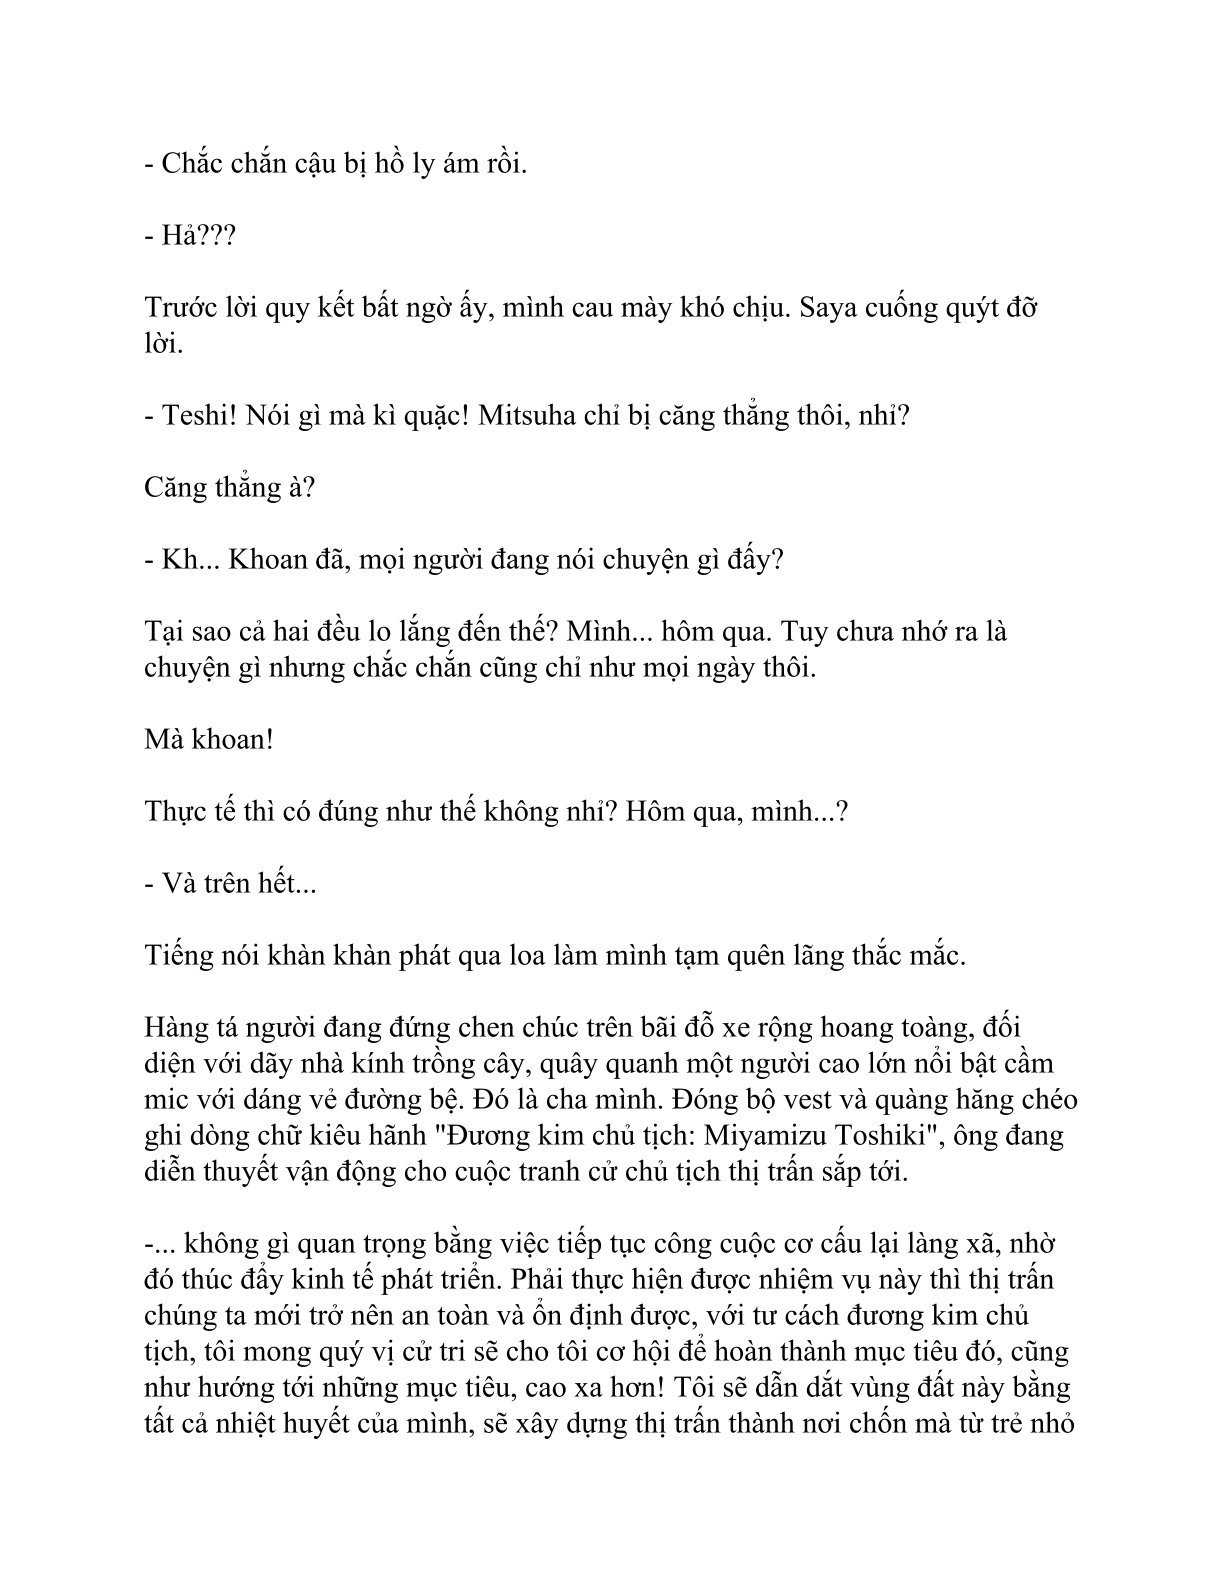 - Chắc chắn cậu bị hồ ly ám rồi.
- Hả???
Trước lời quy kết bất ngờ ấy, mình cau mày khó chịu. Saya cuống quýt đỡ
lời.
- Teshi! Nói gì mà kì quặc! Mitsuha chỉ bị căng thẳng thôi, nhỉ?
Căng thẳng à?
- Kh... Khoan đã, mọi người đang nói chuyện gì đấy?
Tại sao cả hai đều lo lắng đến thế? Mình... hôm qua. Tuy chưa nhớ ra là
chuyện gì nhưng chắc chắn cũng chỉ như mọi ngày thôi.
Mà khoan!
Thực tế thì có đúng như thế không nhỉ? Hôm qua, mình...?
- Và trên hết...
Tiếng nói khàn khàn phát qua loa làm mình tạm quên lãng thắc mắc.
Hàng tá người đang đứng chen chúc trên bãi đỗ xe rộng hoang toàng, đối
diện với dãy nhà kính trồng cây, quây quanh một người cao lớn nổi bật cầm
mic với dáng vẻ đường bệ. Đó là cha mình. Đóng bộ vest và quàng hăng chéo
ghi dòng chữ kiêu hãnh "Đương kim chủ tịch: Miyamizu Toshiki", ông đang
diễn thuyết vận động cho cuộc tranh cử chủ tịch thị trấn sắp tới.
-... không gì quan trọng bằng việc tiếp tục công cuộc cơ cấu lại làng xã, nhờ
đó thúc đẩy kinh tế phát triển. Phải thực hiện được nhiệm vụ này thì thị trấn
chúng ta mới trở nên an toàn và ổn định được, với tư cách đương kim chủ
tịch, tôi mong quý vị cử tri sẽ cho tôi cơ hội để hoàn thành mục tiêu đó, cũng
như hướng tới những mục tiêu, cao xa hơn! Tôi sẽ dẫn dắt vùng đất này bằng
tất cả nhiệt huyết của mình, sẽ xây dựng thị trấn thành nơi chốn mà từ trẻ nhỏ